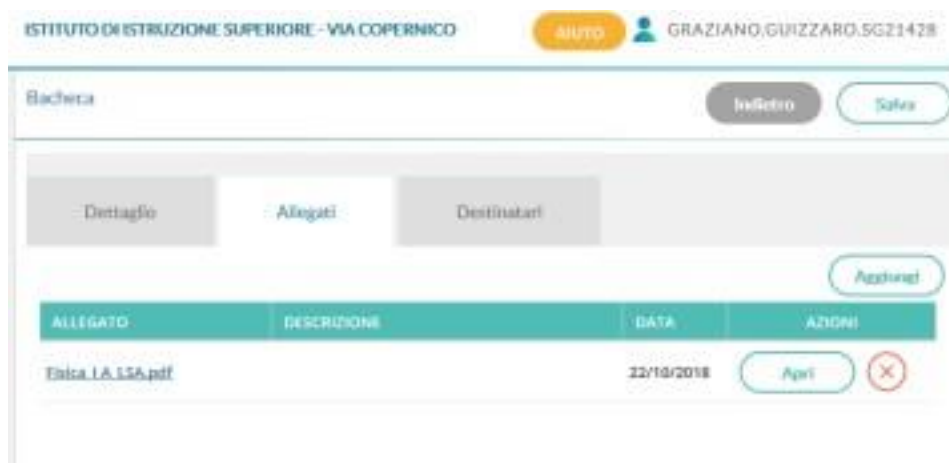 ISTITUTO DI ISTRUZIONE SUPERIORE - VIA COPERNICO
AIUTO
GRAZIANO.GUIZZARO.SG21428
Bacheca
Indietro
Salva
Dettaglio
Allegati
Destinatari
Aggiungi
ALLEGATO DESCRIZIONE DATA AZIONI
Fisica I A LSA.pdf 22/10/2018 Apri